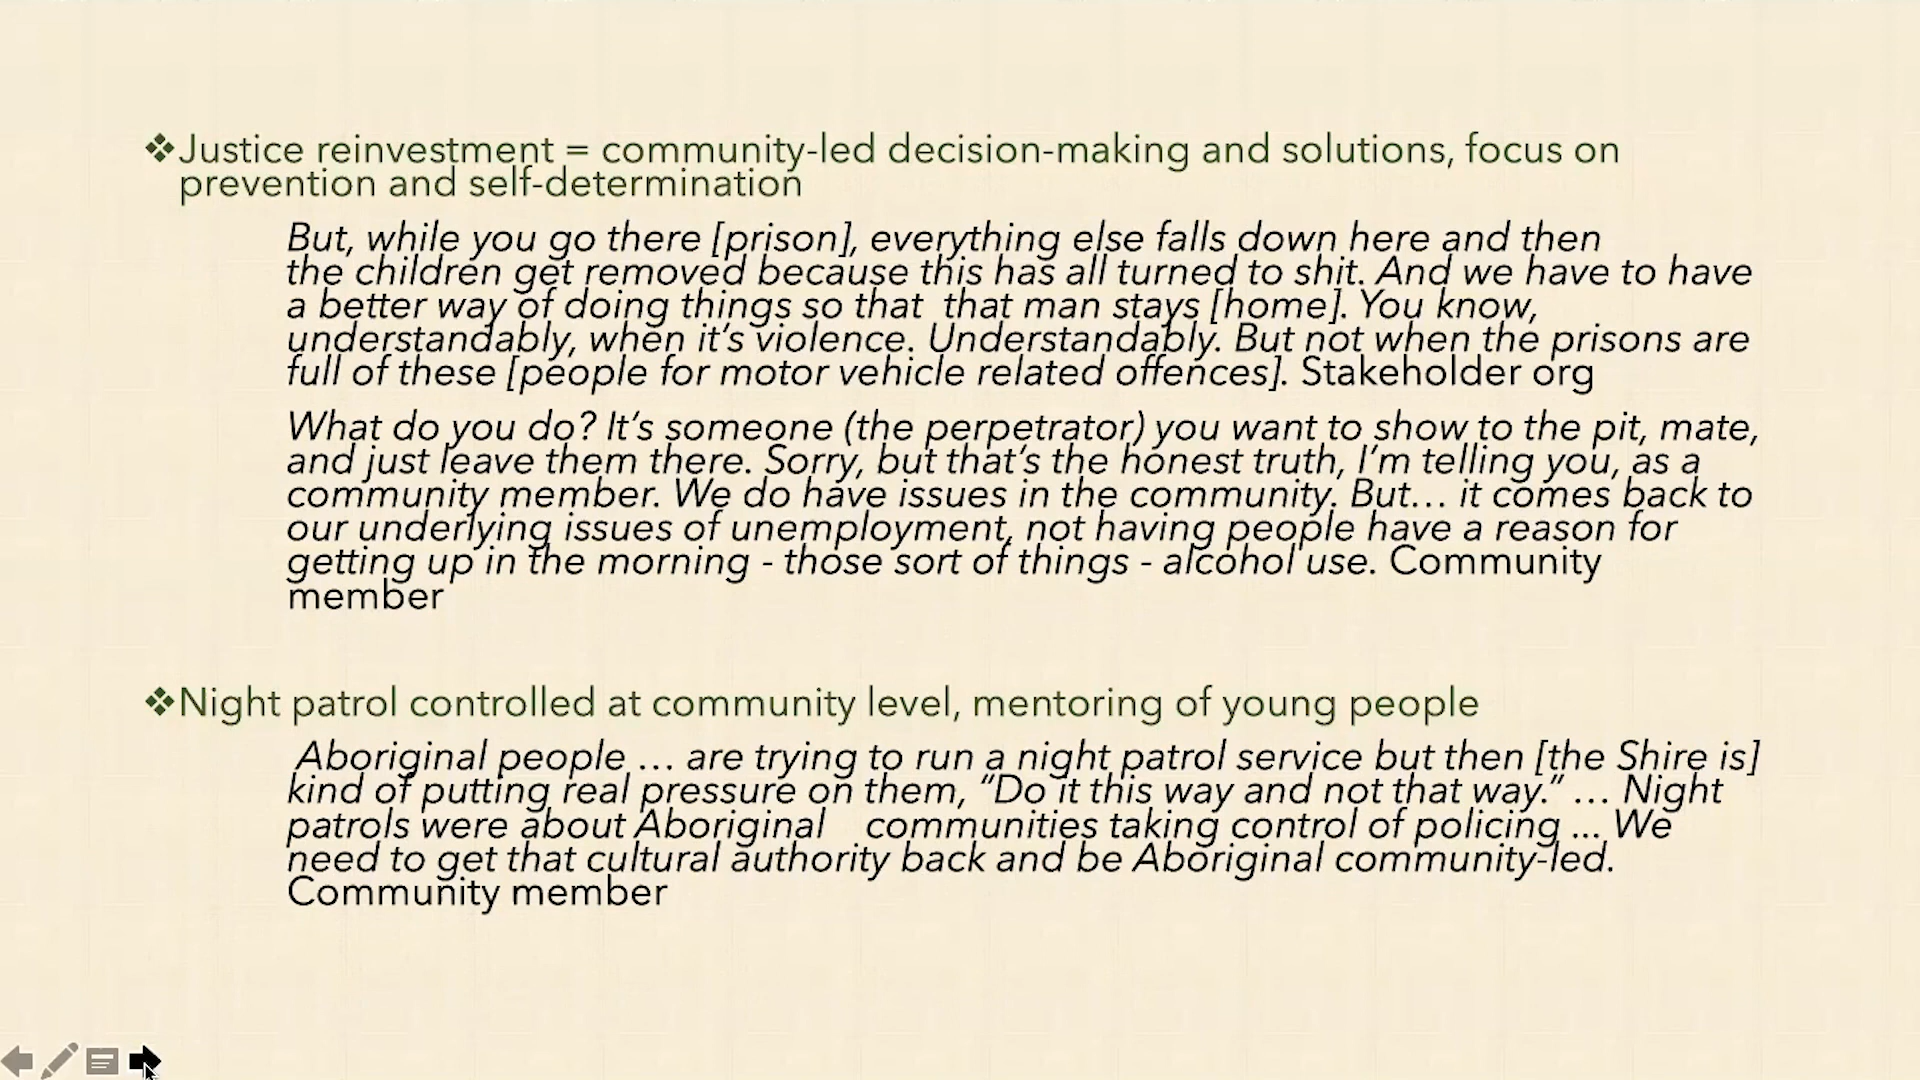 ❖Justice reinvestment = community-led decision-making and solutions, focus on
prevention and self-determination
But, while you go there [prison], everything else falls down here and then
the children get removed because this has all turned to shit. And we have to have
a better way of doing things so that  that man stays [home]. You know,
understandably, when it’s violence. Understandably. But not when the prisons are
full of these [people for motor vehicle related offences]. Stakeholder org
What do you do? It’s someone (the perpetrator) you want to show to the pit, mate,
and just leave them there. Sorry, but that’s the honest truth, I’m telling you, as a
community member. We do have issues in the community. But… it comes back to
our underlying issues of unemployment, not having people have a reason for
getting up in the morning - those sort of things - alcohol use. Community
member
❖Night patrol controlled at community level, mentoring of young people
Aboriginal people … are trying to run a night patrol service but then [the Shire is]
kind of putting real pressure on them, “Do it this way and not that way.” … Night
patrols were about Aboriginal   communities taking control of policing ... We
need to get that cultural authority back and be Aboriginal community-led.
Community member